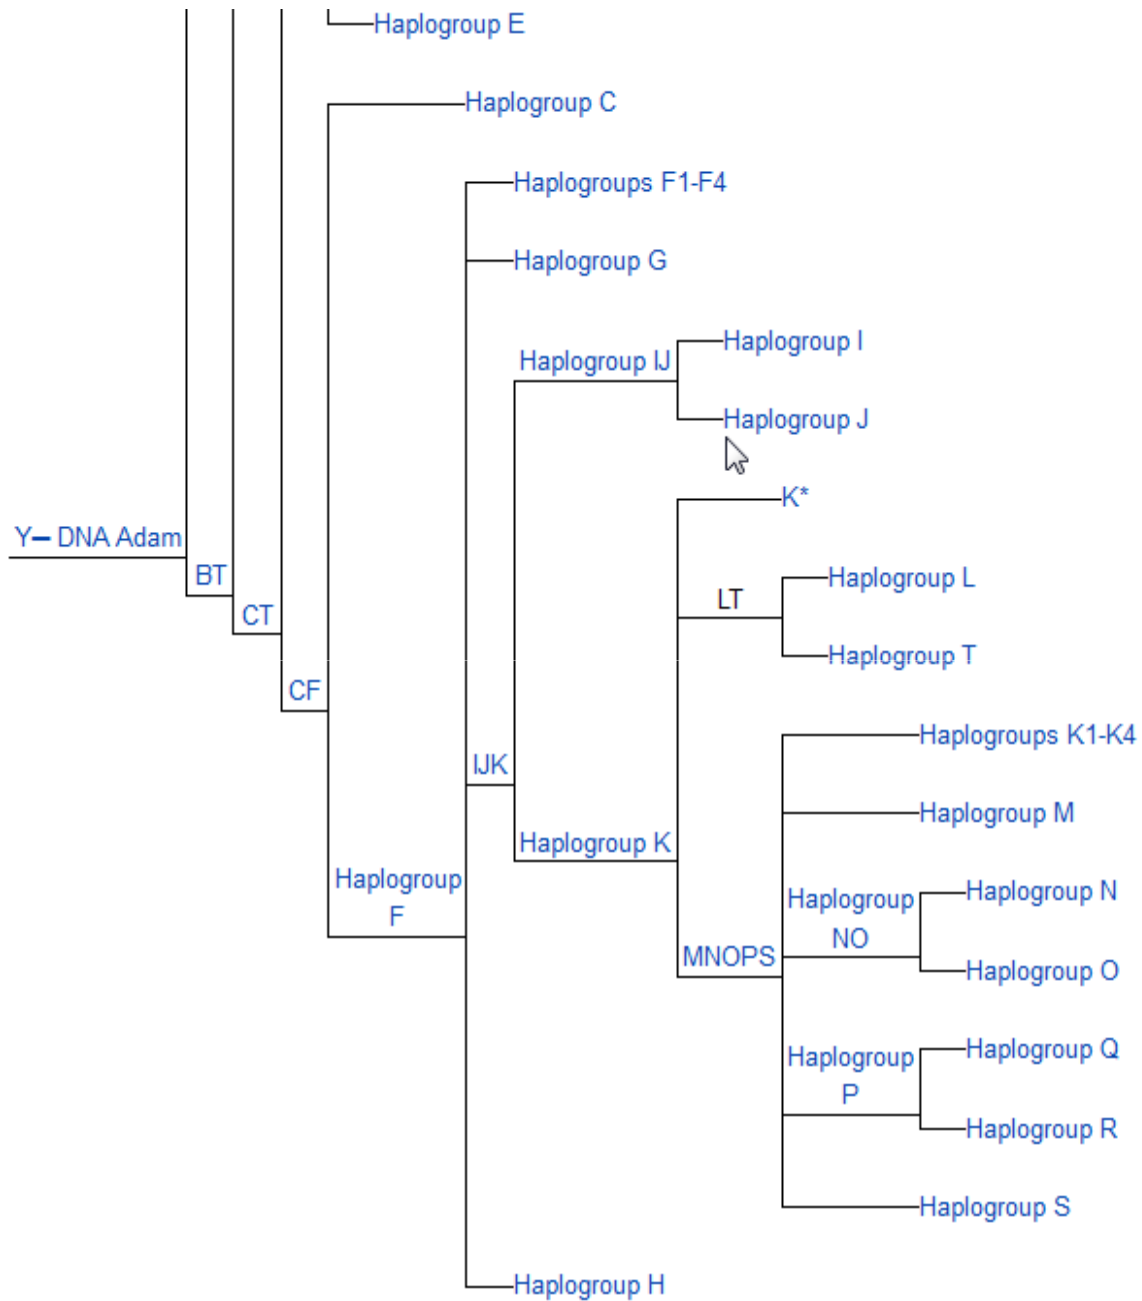 Haplogroup E
Haplogroup C
Haplogroups F1-F4
Haplogroup G
Haplogroup I
Haplogroup IJ
Haplogroup J
K*
Y– DNA Adam
BT
Haplogroup L
LT
CT
Haplogroup T
CF
Haplogroups K1-K4
IJK
Haplogroup M
Haplogroup K
Haplogroup
F
Haplogroup N
Haplogroup
NO
MNOPS
Haplogroup O
Haplogroup Q
Haplogroup
P
Haplogroup R
Haplogroup S
Haplogroup H